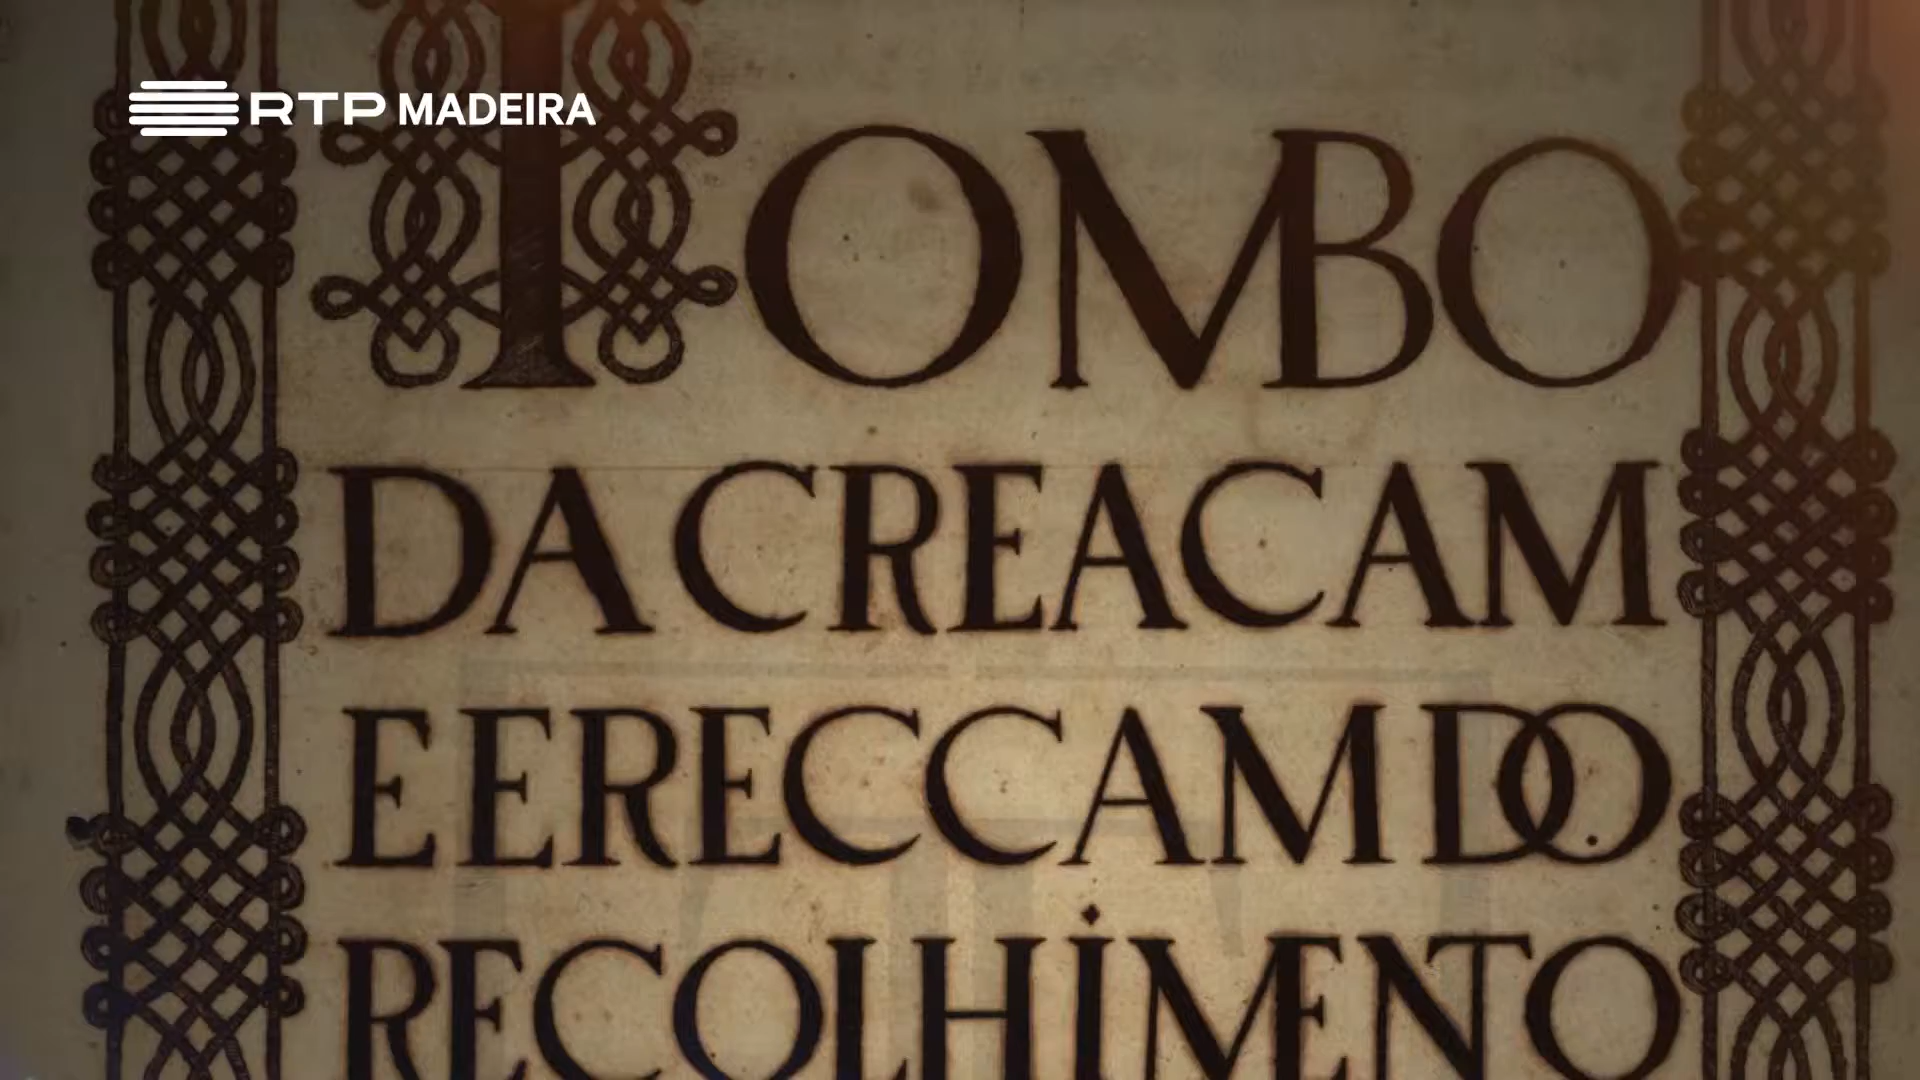 RTP MADEIRA
TOMBO
DA CREACAM
E ERECCAM DO
RECOLHIMENTO